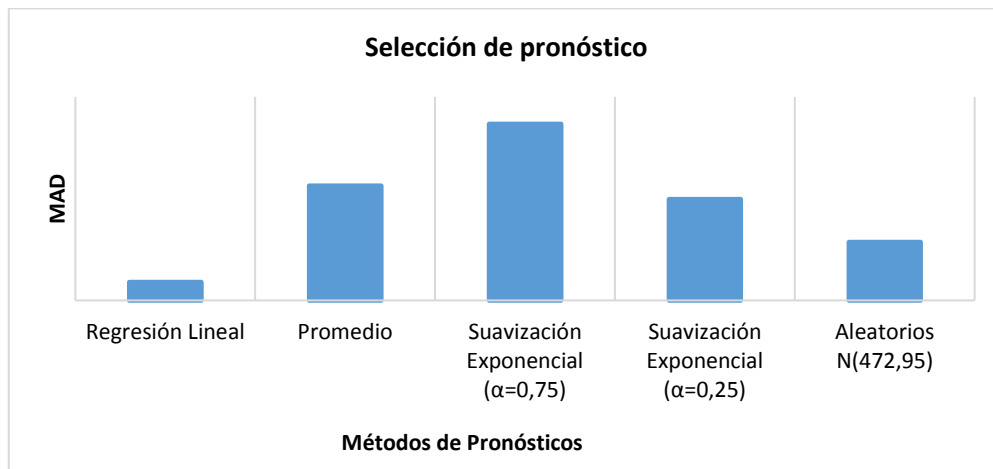 Selección de pronóstico
MAD
Regresión Lineal
Promedio
Suavización
Exponencial
(α=0,75)
Suavización
Exponencial
(α=0,25)
Aleatorios
N(472,95)
Métodos de Pronósticos